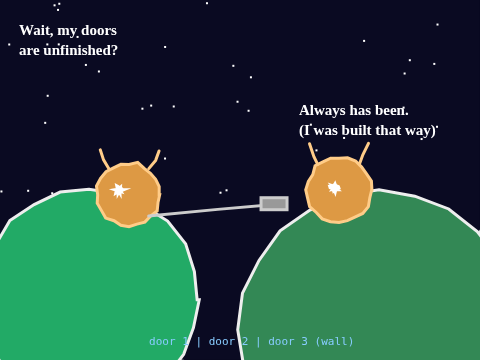 Wait, my doors
are unfinished?
Always has been.
(I was built that way)
door 1 | door 2 | door 3 (wall)